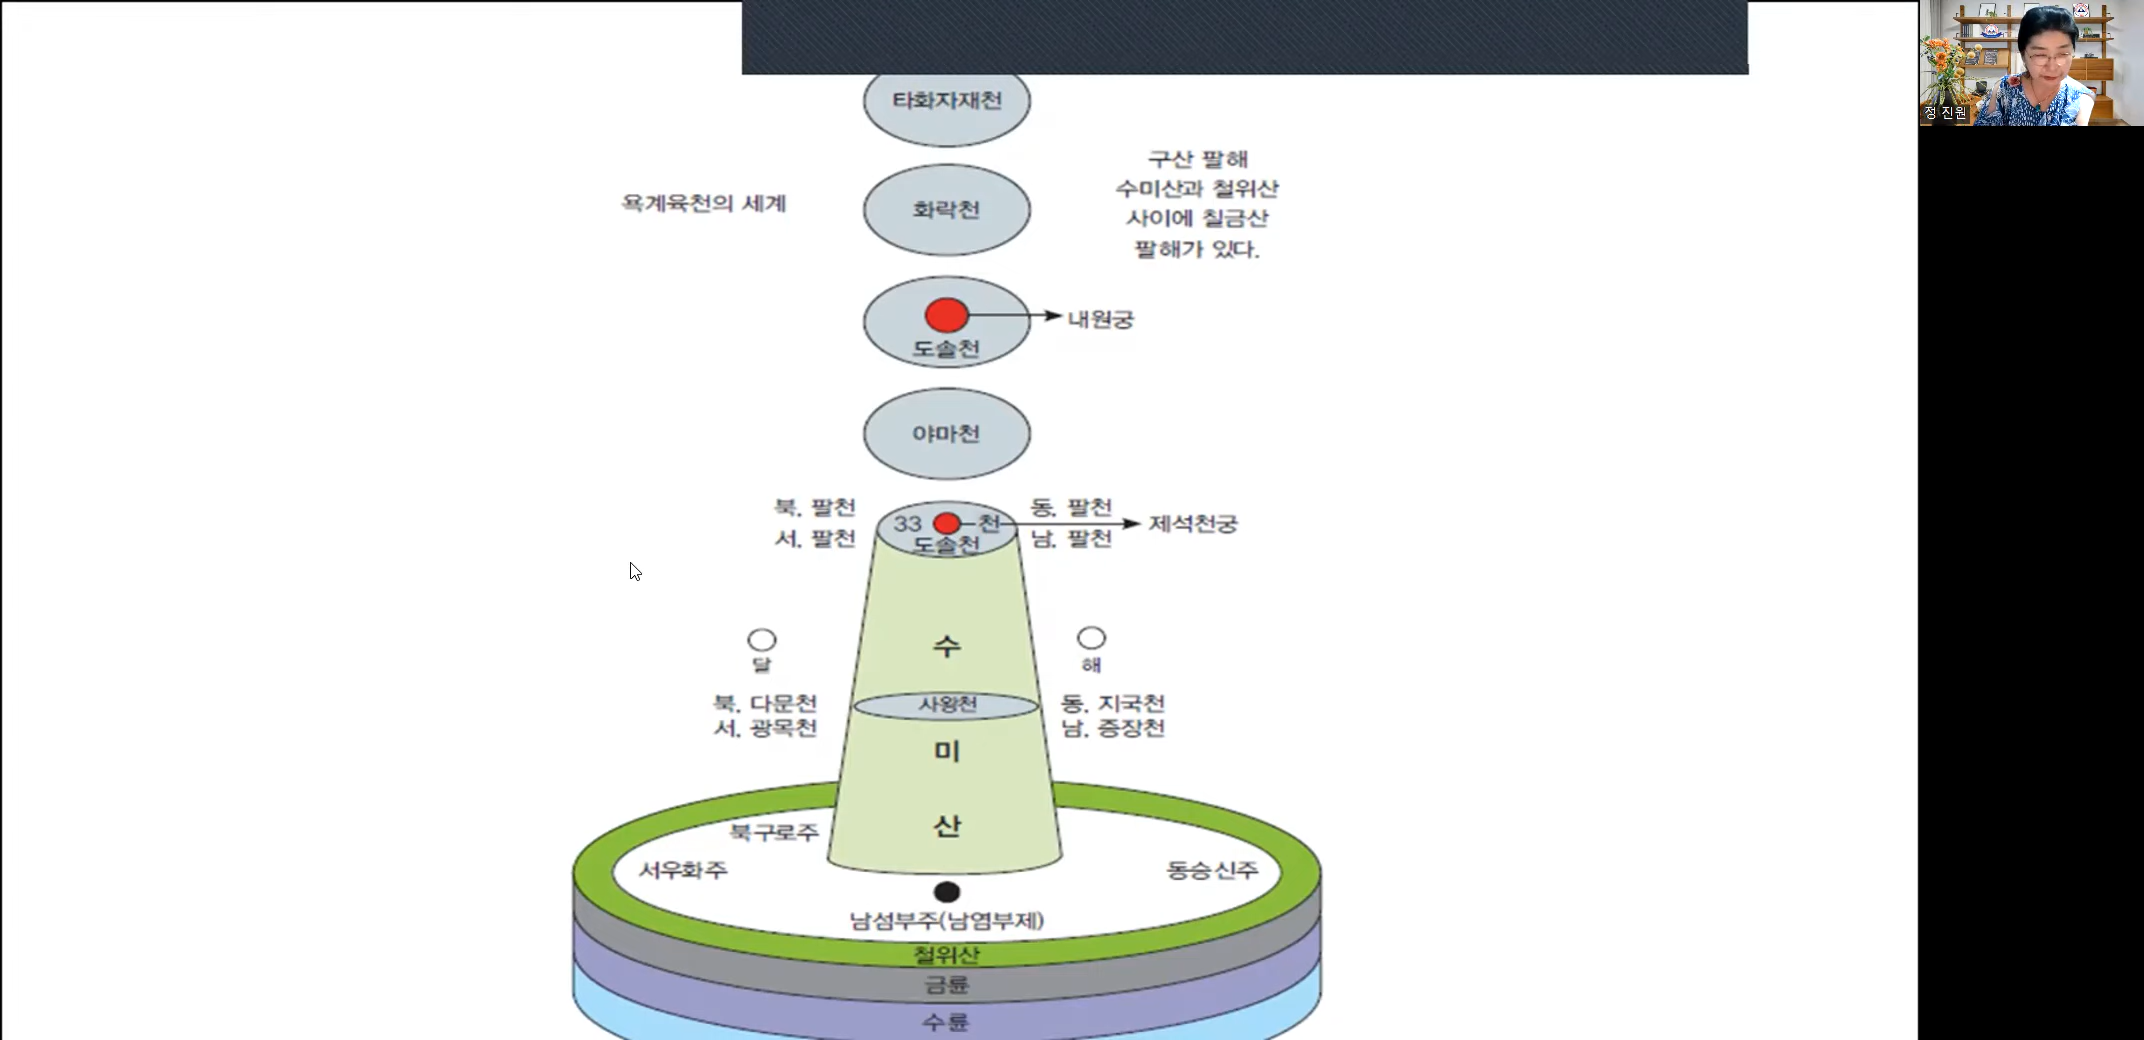 타화자재천
구산 팔해
수미산과 철위산
사이에 칠금산
팔해가 있다.
욕계육천의 세계
화락천
내원궁
도솔천
야마천
북, 팔천
서, 팔천
33 천
도솔천
동, 팔천
남, 팔천
제석천궁
수
달
해
북, 다문천
서, 광목천
사왕천
동, 지국천
남, 증장천
미
산
북구로주
서우화주
동승신주
남섬부주(남염부제)
철위산
금륜
수륜
정 진원